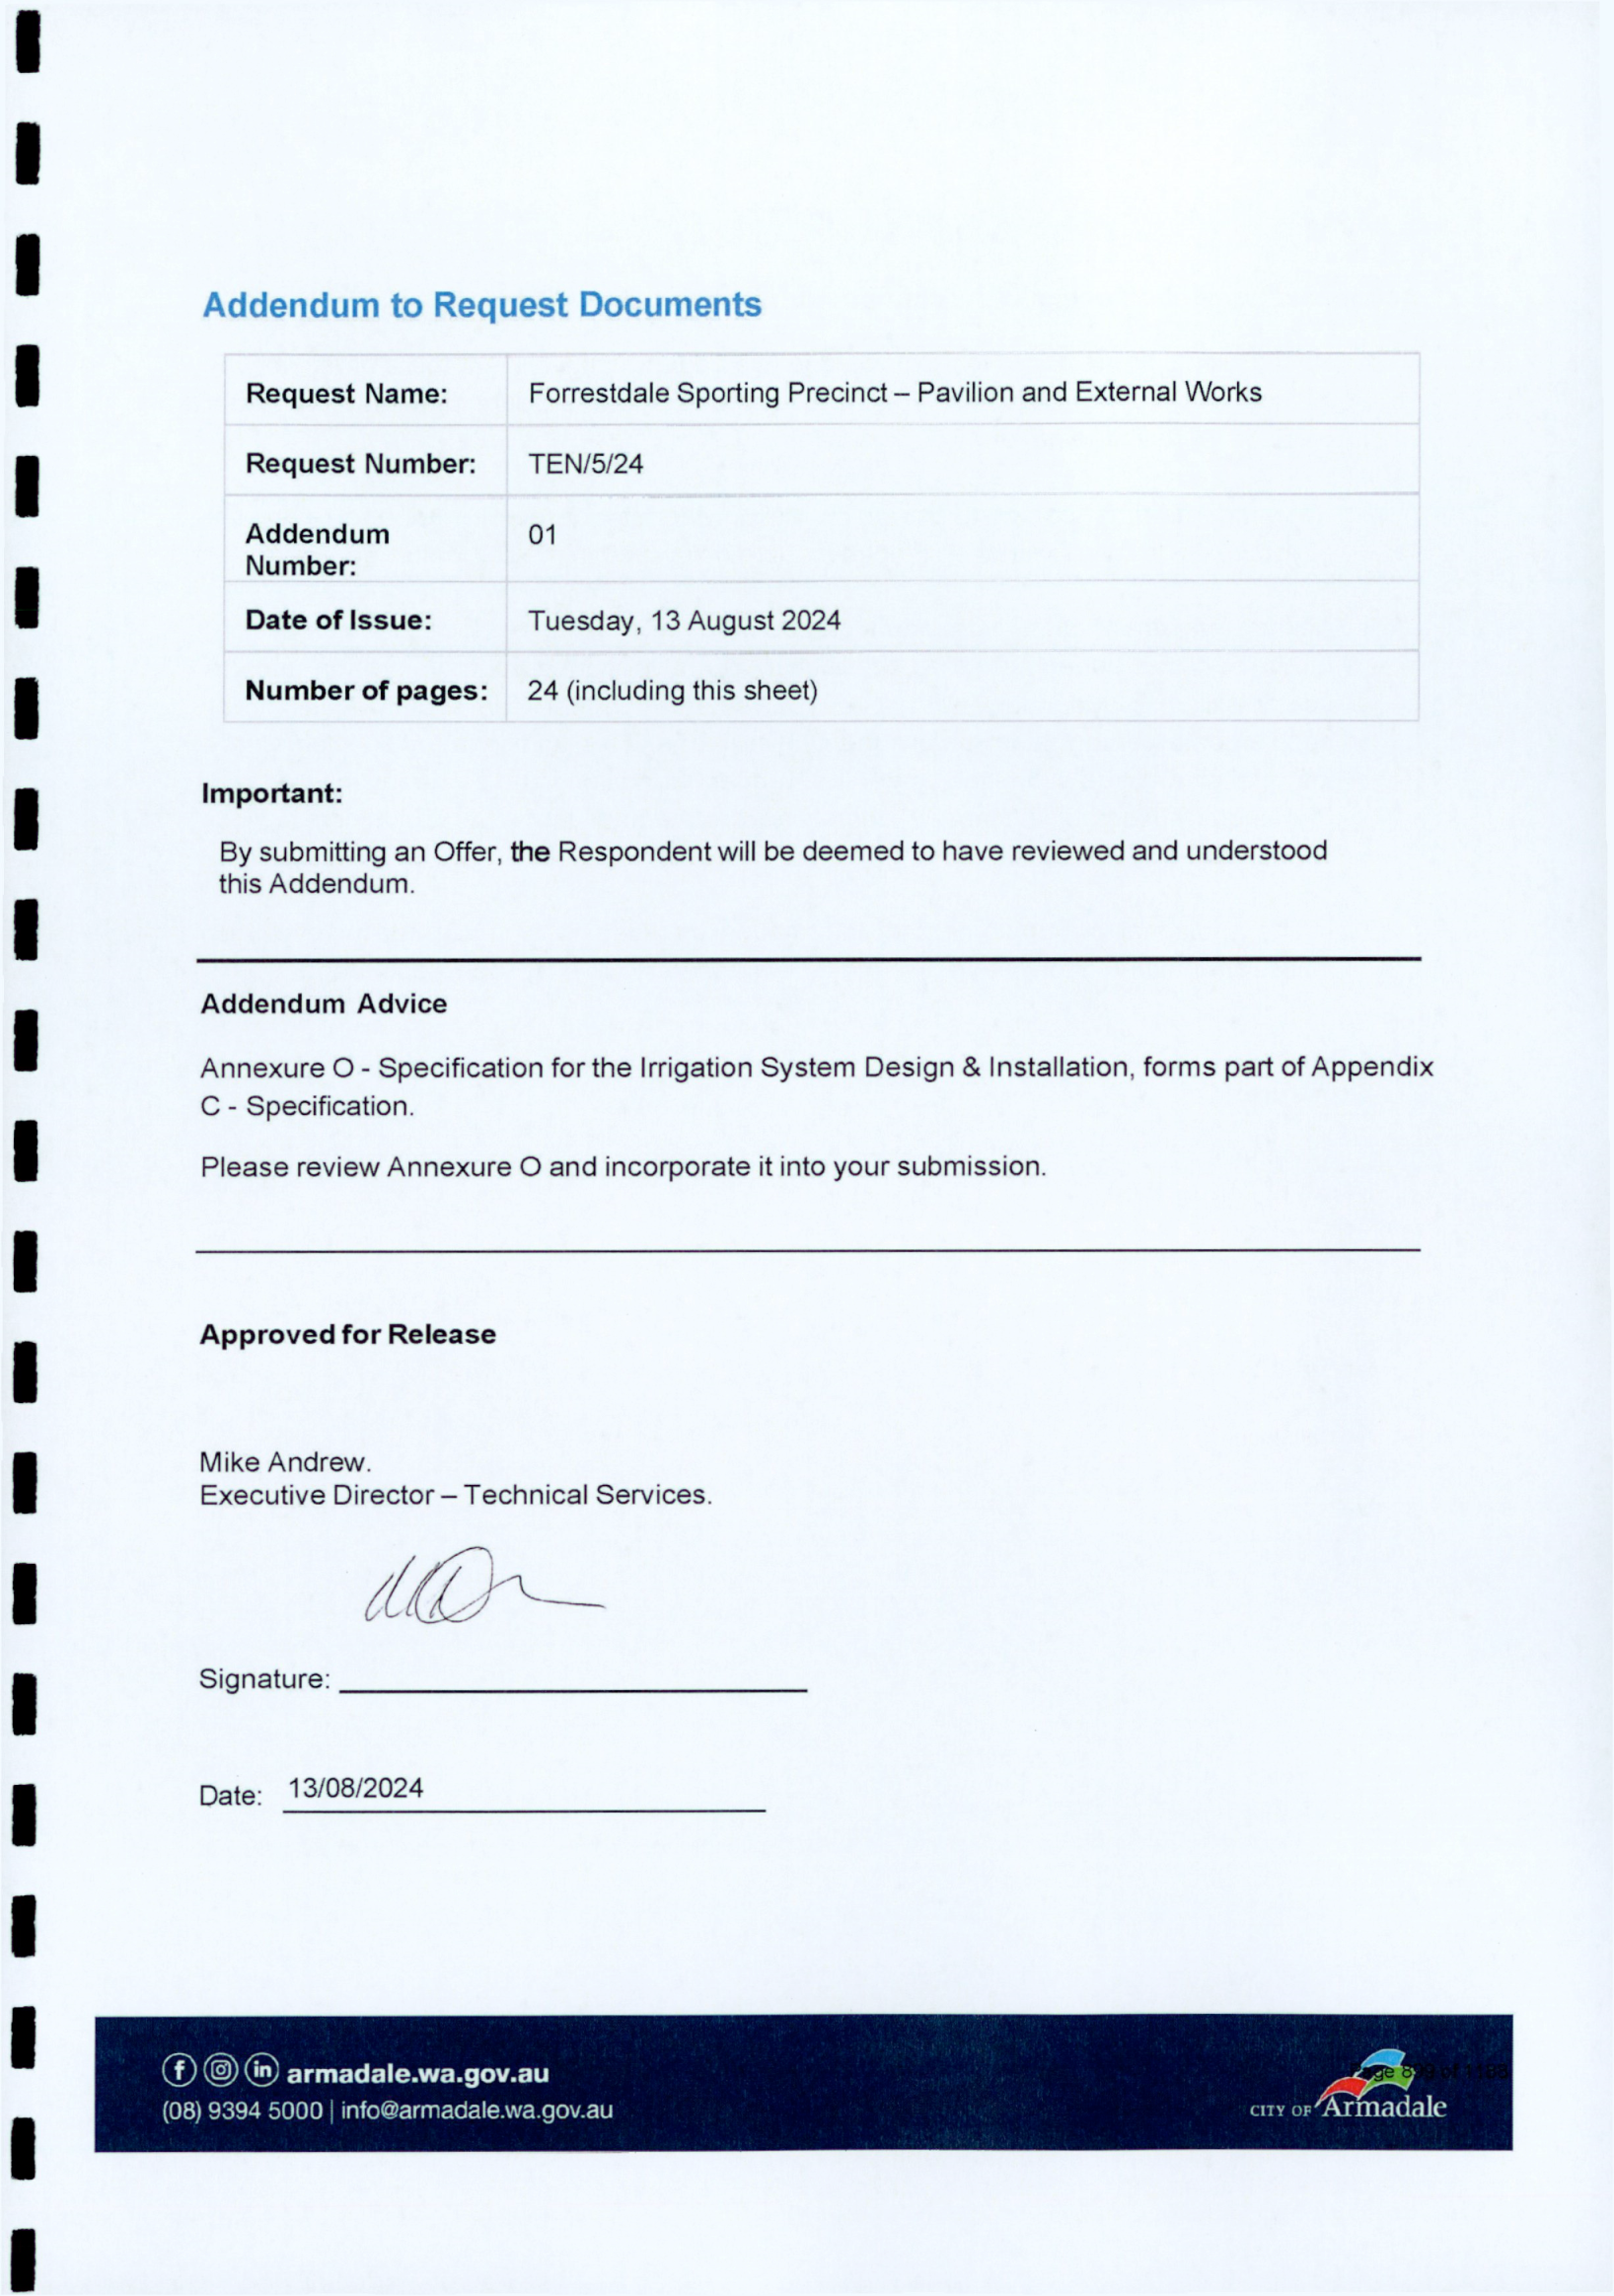 Addendum to Request Documents
Request Name: Forrestdale Sporting Precinct – Pavilion and External Works
Request Number: TEN/5/24
Addendum
Number: 01
Date of Issue: Tuesday, 13 August 2024
Number of pages: 24 (including this sheet)
Important:
By submitting an Offer, the Respondent will be deemed to have reviewed and understood
this Addendum.
Addendum Advice
Annexure O - Specification for the Irrigation System Design & Installation, forms part of Appendix
C - Specification.
Please review Annexure O and incorporate it into your submission.
Approved for Release
Mike Andrew.
Executive Director – Technical Services.
Signature:
Date: 13/08/2024
armadale.wa.gov.au
(08) 9394 5000 | info@armadale.wa.gov.au
Page of
CITY OF Armadale